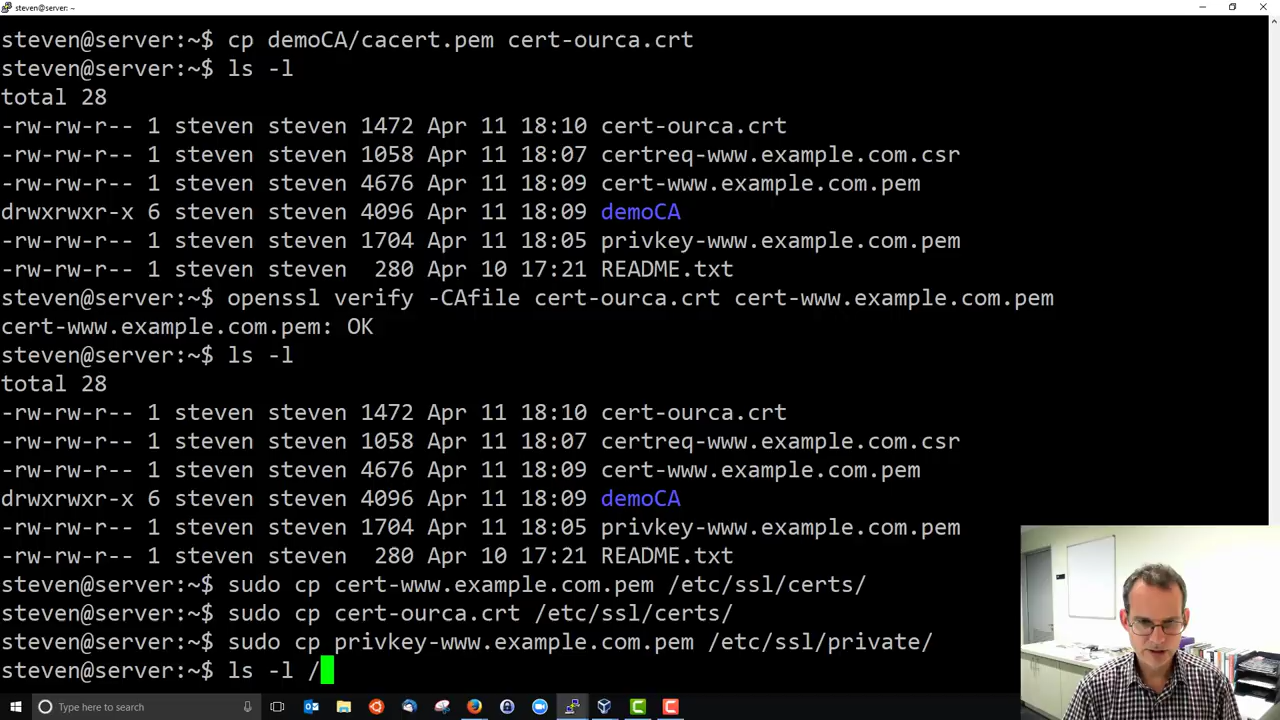 steven@server: ~
steven@server:~$ cp demoCA/cacert.pem cert-ourca.crt
steven@server:~$ ls -l
total 28
-rw-rw-r-- 1 steven steven 1472 Apr 11 18:10 cert-ourca.crt
-rw-rw-r-- 1 steven steven 1058 Apr 11 18:07 certreq-www.example.com.csr
-rw-rw-r-- 1 steven steven 4676 Apr 11 18:09 cert-www.example.com.pem
drwxrwxr-x 6 steven steven 4096 Apr 11 18:09 demoCA
-rw-rw-r-- 1 steven steven 1704 Apr 11 18:05 privkey-www.example.com.pem
-rw-rw-r-- 1 steven steven  280 Apr 10 17:21 README.txt
steven@server:~$ openssl verify -CAfile cert-ourca.crt cert-www.example.com.pem
cert-www.example.com.pem: OK
steven@server:~$ ls -l
total 28
-rw-rw-r-- 1 steven steven 1472 Apr 11 18:10 cert-ourca.crt
-rw-rw-r-- 1 steven steven 1058 Apr 11 18:07 certreq-www.example.com.csr
-rw-rw-r-- 1 steven steven 4676 Apr 11 18:09 cert-www.example.com.pem
drwxrwxr-x 6 steven steven 4096 Apr 11 18:09 demoCA
-rw-rw-r-- 1 steven steven 1704 Apr 11 18:05 privkey-www.example.com.pem
-rw-rw-r-- 1 steven steven  280 Apr 10 17:21 README.txt
steven@server:~$ sudo cp cert-www.example.com.pem /etc/ssl/certs/
steven@server:~$ sudo cp cert-ourca.crt /etc/ssl/certs/
steven@server:~$ sudo cp privkey-www.example.com.pem /etc/ssl/private/
steven@server:~$ ls -l /
Type here to search